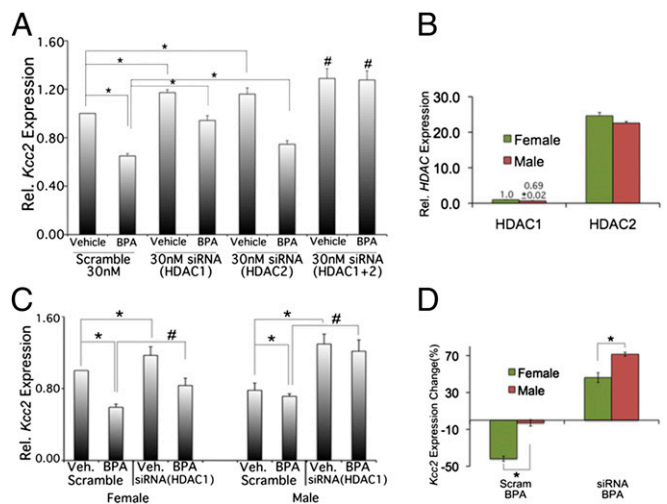 A
Rel. Kcc2 Expression
1.60
1.20
0.80
0.40
0.00
* * * * * # #
Vehicle BPA Vehicle BPA Vehicle BPA Vehicle BPA
Scramble 30nM siRNA 30nM siRNA 30nM siRNA
30nM (HDAC1) (HDAC2) (HDAC1+2)
B
Rel. HDAC Expression
30.0
20.0
10.0
0.0
Female
Male
1.0 0.69
±0.02
HDAC1 HDAC2
C
Rel. Kcc2 Expression
1.60
0.80
0.00
* * # * * #
Veh. BPA Veh. BPA Veh. BPA Veh. BPA
Scramble siRNA(HDAC1) Scramble siRNA(HDAC1)
Female Male
D
Kcc2 Expression Change(%)
70
30
-10
-50
Female
Male
*
*
Scram siRNA
BPA BPA